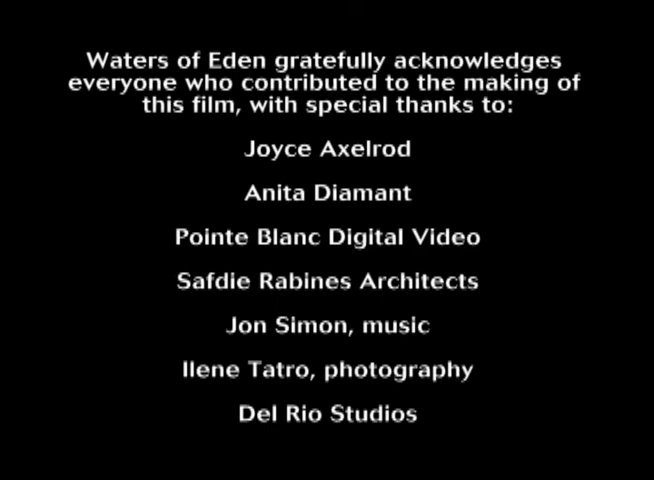 Waters of Eden gratefully acknowledges
everyone who contributed to the making of
this film, with special thanks to:
Joyce Axelrod
Anita Diamant
Pointe Blanc Digital Video
Safdie Rabines Architects
Jon Simon, music
Ilene Tatro, photography
Del Rio Studios